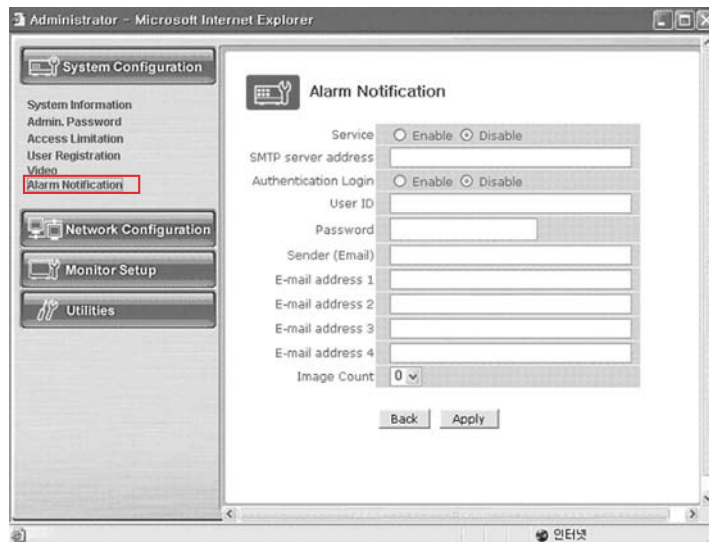 Administrator - Microsoft Internet Explorer
System Configuration
System Information
Admin. Password
Access Limitation
User Registration
Video
Alarm Notification
Network Configuration
Monitor Setup
Utilities
Alarm Notification
Service Enable Disable
SMTP server address
Authentication Login Enable Disable
User ID
Password
Sender (Email)
E-mail address 1
E-mail address 2
E-mail address 3
E-mail address 4
Image Count 0
Back Apply
인터넷